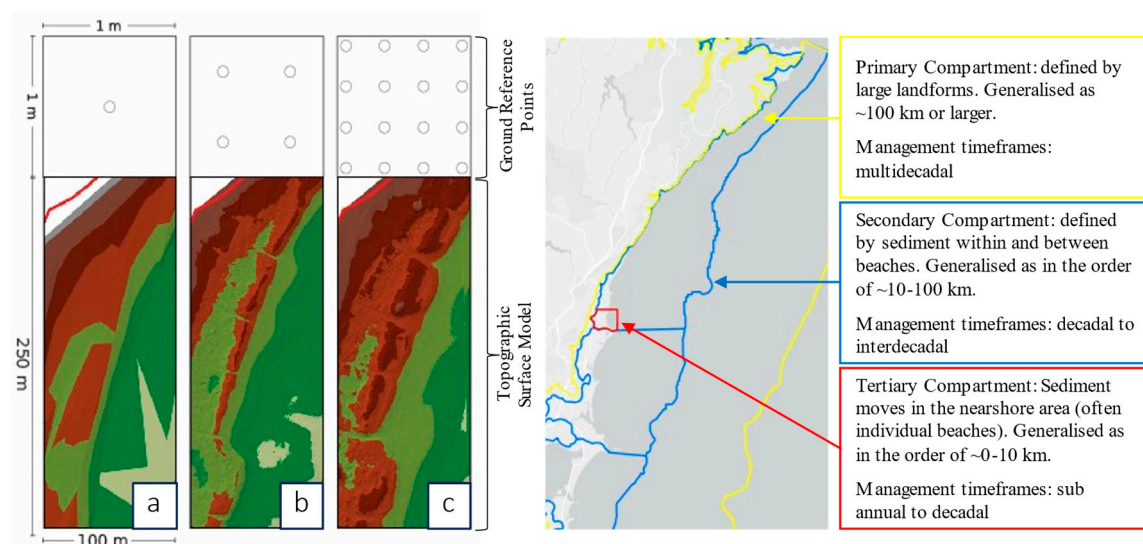 1 m
1 m
Ground Reference
Points
250 m
Topographic
Surface Model
a
b
c
100 m
Primary Compartment: defined by
large landforms. Generalised as
~100 km or larger.
Management timeframes:
multidecadal
Secondary Compartment: defined
by sediment within and between
beaches. Generalised as in the order
of ~10-100 km.
Management timeframes: decadal to
interdecadal
Tertiary Compartment: Sediment
moves in the nearshore area (often
individual beaches). Generalised as
in the order of ~0-10 km.
Management timeframes: sub
annual to decadal